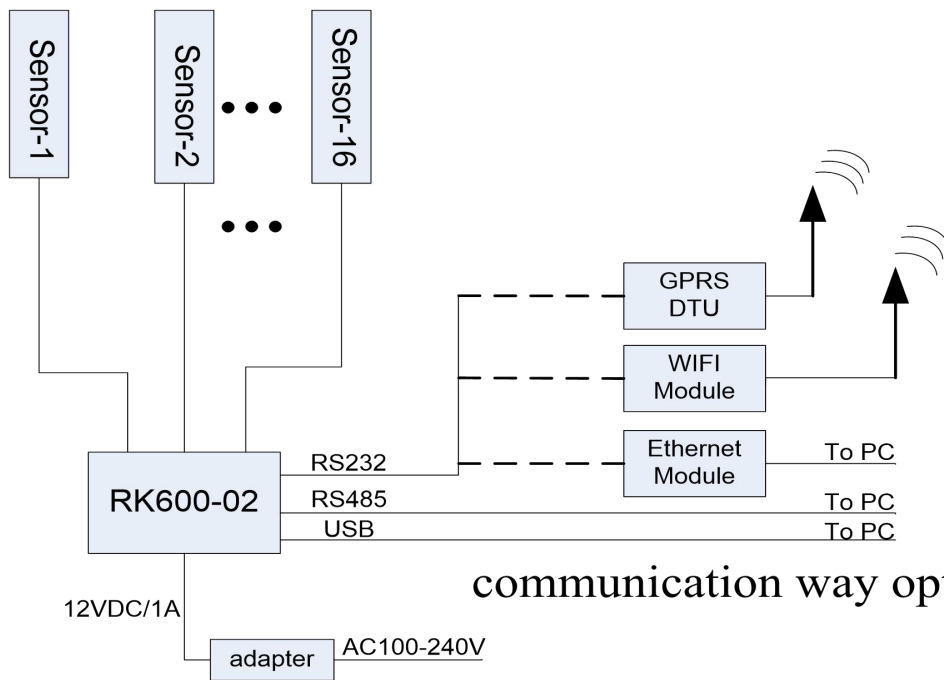 Sensor-1
Sensor-2
Sensor-16
GPRS
DTU
WIFI
Module
Ethernet
Module
To PC
RS232
RK600-02
RS485
To PC
USB
To PC
communication way
12VDC/1A
adapter
AC100-240V